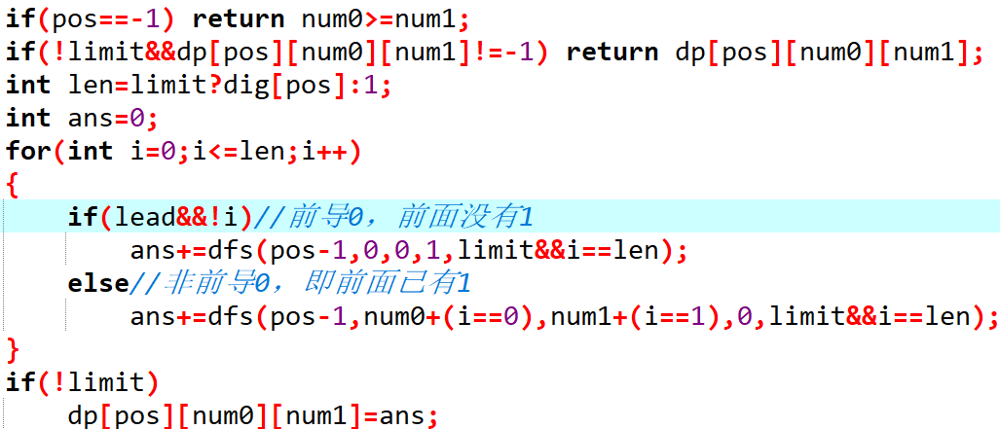 if(pos==-1) return num0>=num1;
if(!limit&&dp[pos][num0][num1]!=-1) return dp[pos][num0][num1];
int len=limit?dig[pos]:1;
int ans=0;
for(int i=0;i<=len;i++)
{
    if(lead&&!i)//前导0，前面没有1
        ans+=dfs(pos-1,0,0,1,limit&&i==len);
    else//非前导0，即前面已有1
        ans+=dfs(pos-1,num0+(i==0),num1+(i==1),0,limit&&i==len);
}
if(!limit)
    dp[pos][num0][num1]=ans;